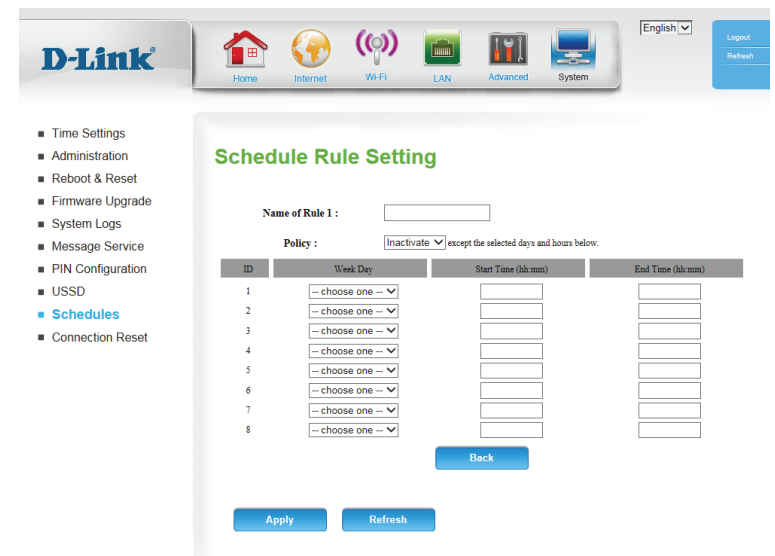 D-Link®
Home
Internet
Wi-Fi
LAN
Advanced
System
English
Logout
Refresh
Time Settings
Administration
Reboot & Reset
Firmware Upgrade
System Logs
Message Service
PIN Configuration
USSD
Schedules
Connection Reset
Schedule Rule Setting
Name of Rule 1 :
Policy : Inactivate except the selected days and hours below.
ID Week Day Start Time (hh:mm) End Time (hh:mm)
1 -- choose one --
2 -- choose one --
3 -- choose one --
4 -- choose one --
5 -- choose one --
6 -- choose one --
7 -- choose one --
8 -- choose one --
Back
Apply Refresh